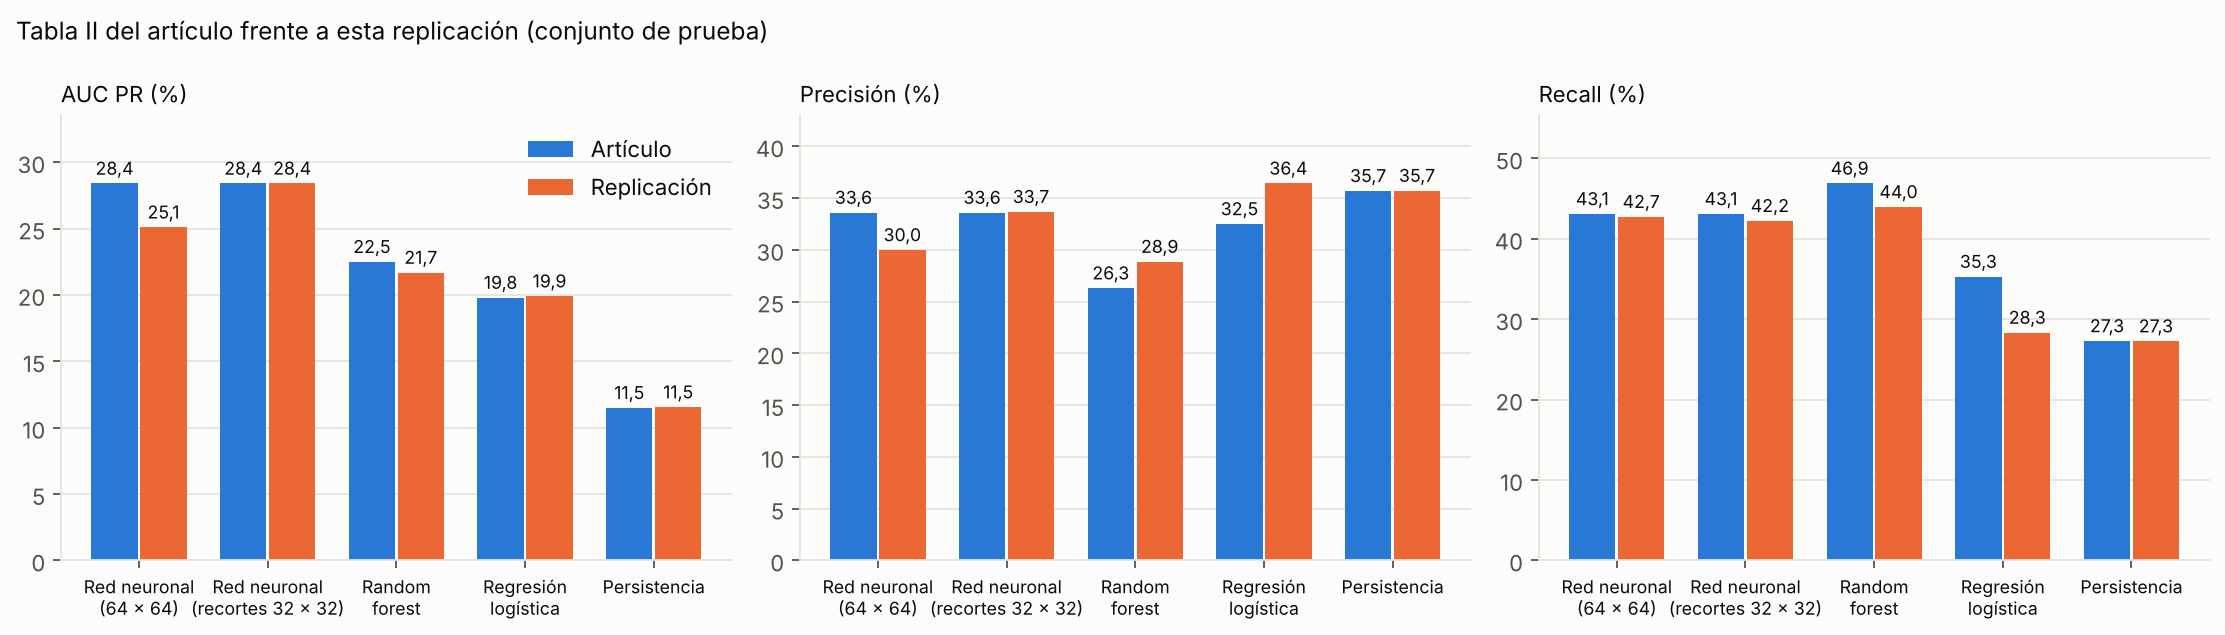 Tabla II del artículo frente a esta replicación (conjunto de prueba)
AUC PR (%)
Artículo
Replicación
30
25
20
15
10
5
0
28,4
25,1
28,4
28,4
22,5
21,7
19,8
19,9
11,5
11,5
Red neuronal
(64 × 64)
Red neuronal
(recortes 32 × 32)
Random
forest
Regresión
logística
Persistencia
Precisión (%)
40
35
30
25
20
15
10
5
0
33,6
30,0
33,6
33,7
26,3
28,9
32,5
36,4
35,7
35,7
Red neuronal
(64 × 64)
Red neuronal
(recortes 32 × 32)
Random
forest
Regresión
logística
Persistencia
Recall (%)
50
40
30
20
10
0
43,1
42,7
43,1
42,2
46,9
44,0
35,3
28,3
27,3
27,3
Red neuronal
(64 × 64)
Red neuronal
(recortes 32 × 32)
Random
forest
Regresión
logística
Persistencia